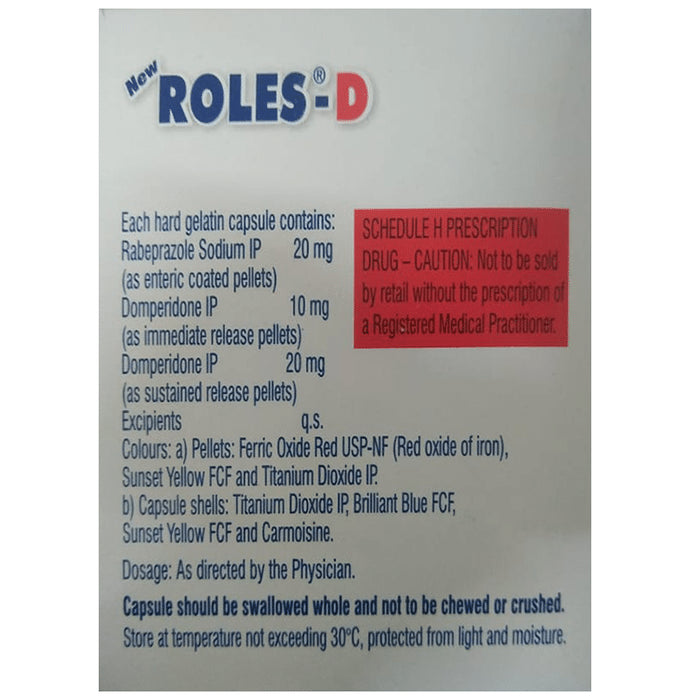 New
ROLES®-D
Each hard gelatin capsule contains:
Rabeprazole Sodium IP 20 mg
(as enteric coated pellets)
Domperidone IP 10 mg
(as immediate release pellets)
Domperidone IP 20 mg
(as sustained release pellets)
Excipients q.s.
Colours: a) Pellets: Ferric Oxide Red USP-NF (Red oxide of iron),
Sunset Yellow FCF and Titanium Dioxide IP.
b) Capsule shells: Titanium Dioxide IP, Brilliant Blue FCF,
Sunset Yellow FCF and Carmoisine.
Dosage: As directed by the Physician.
Capsule should be swallowed whole and not to be chewed or crushed.
Store at temperature not exceeding 30°C, protected from light and moisture.
SCHEDULE H PRESCRIPTION
DRUG – CAUTION: Not to be sold
by retail without the prescription of
a Registered Medical Practitioner.